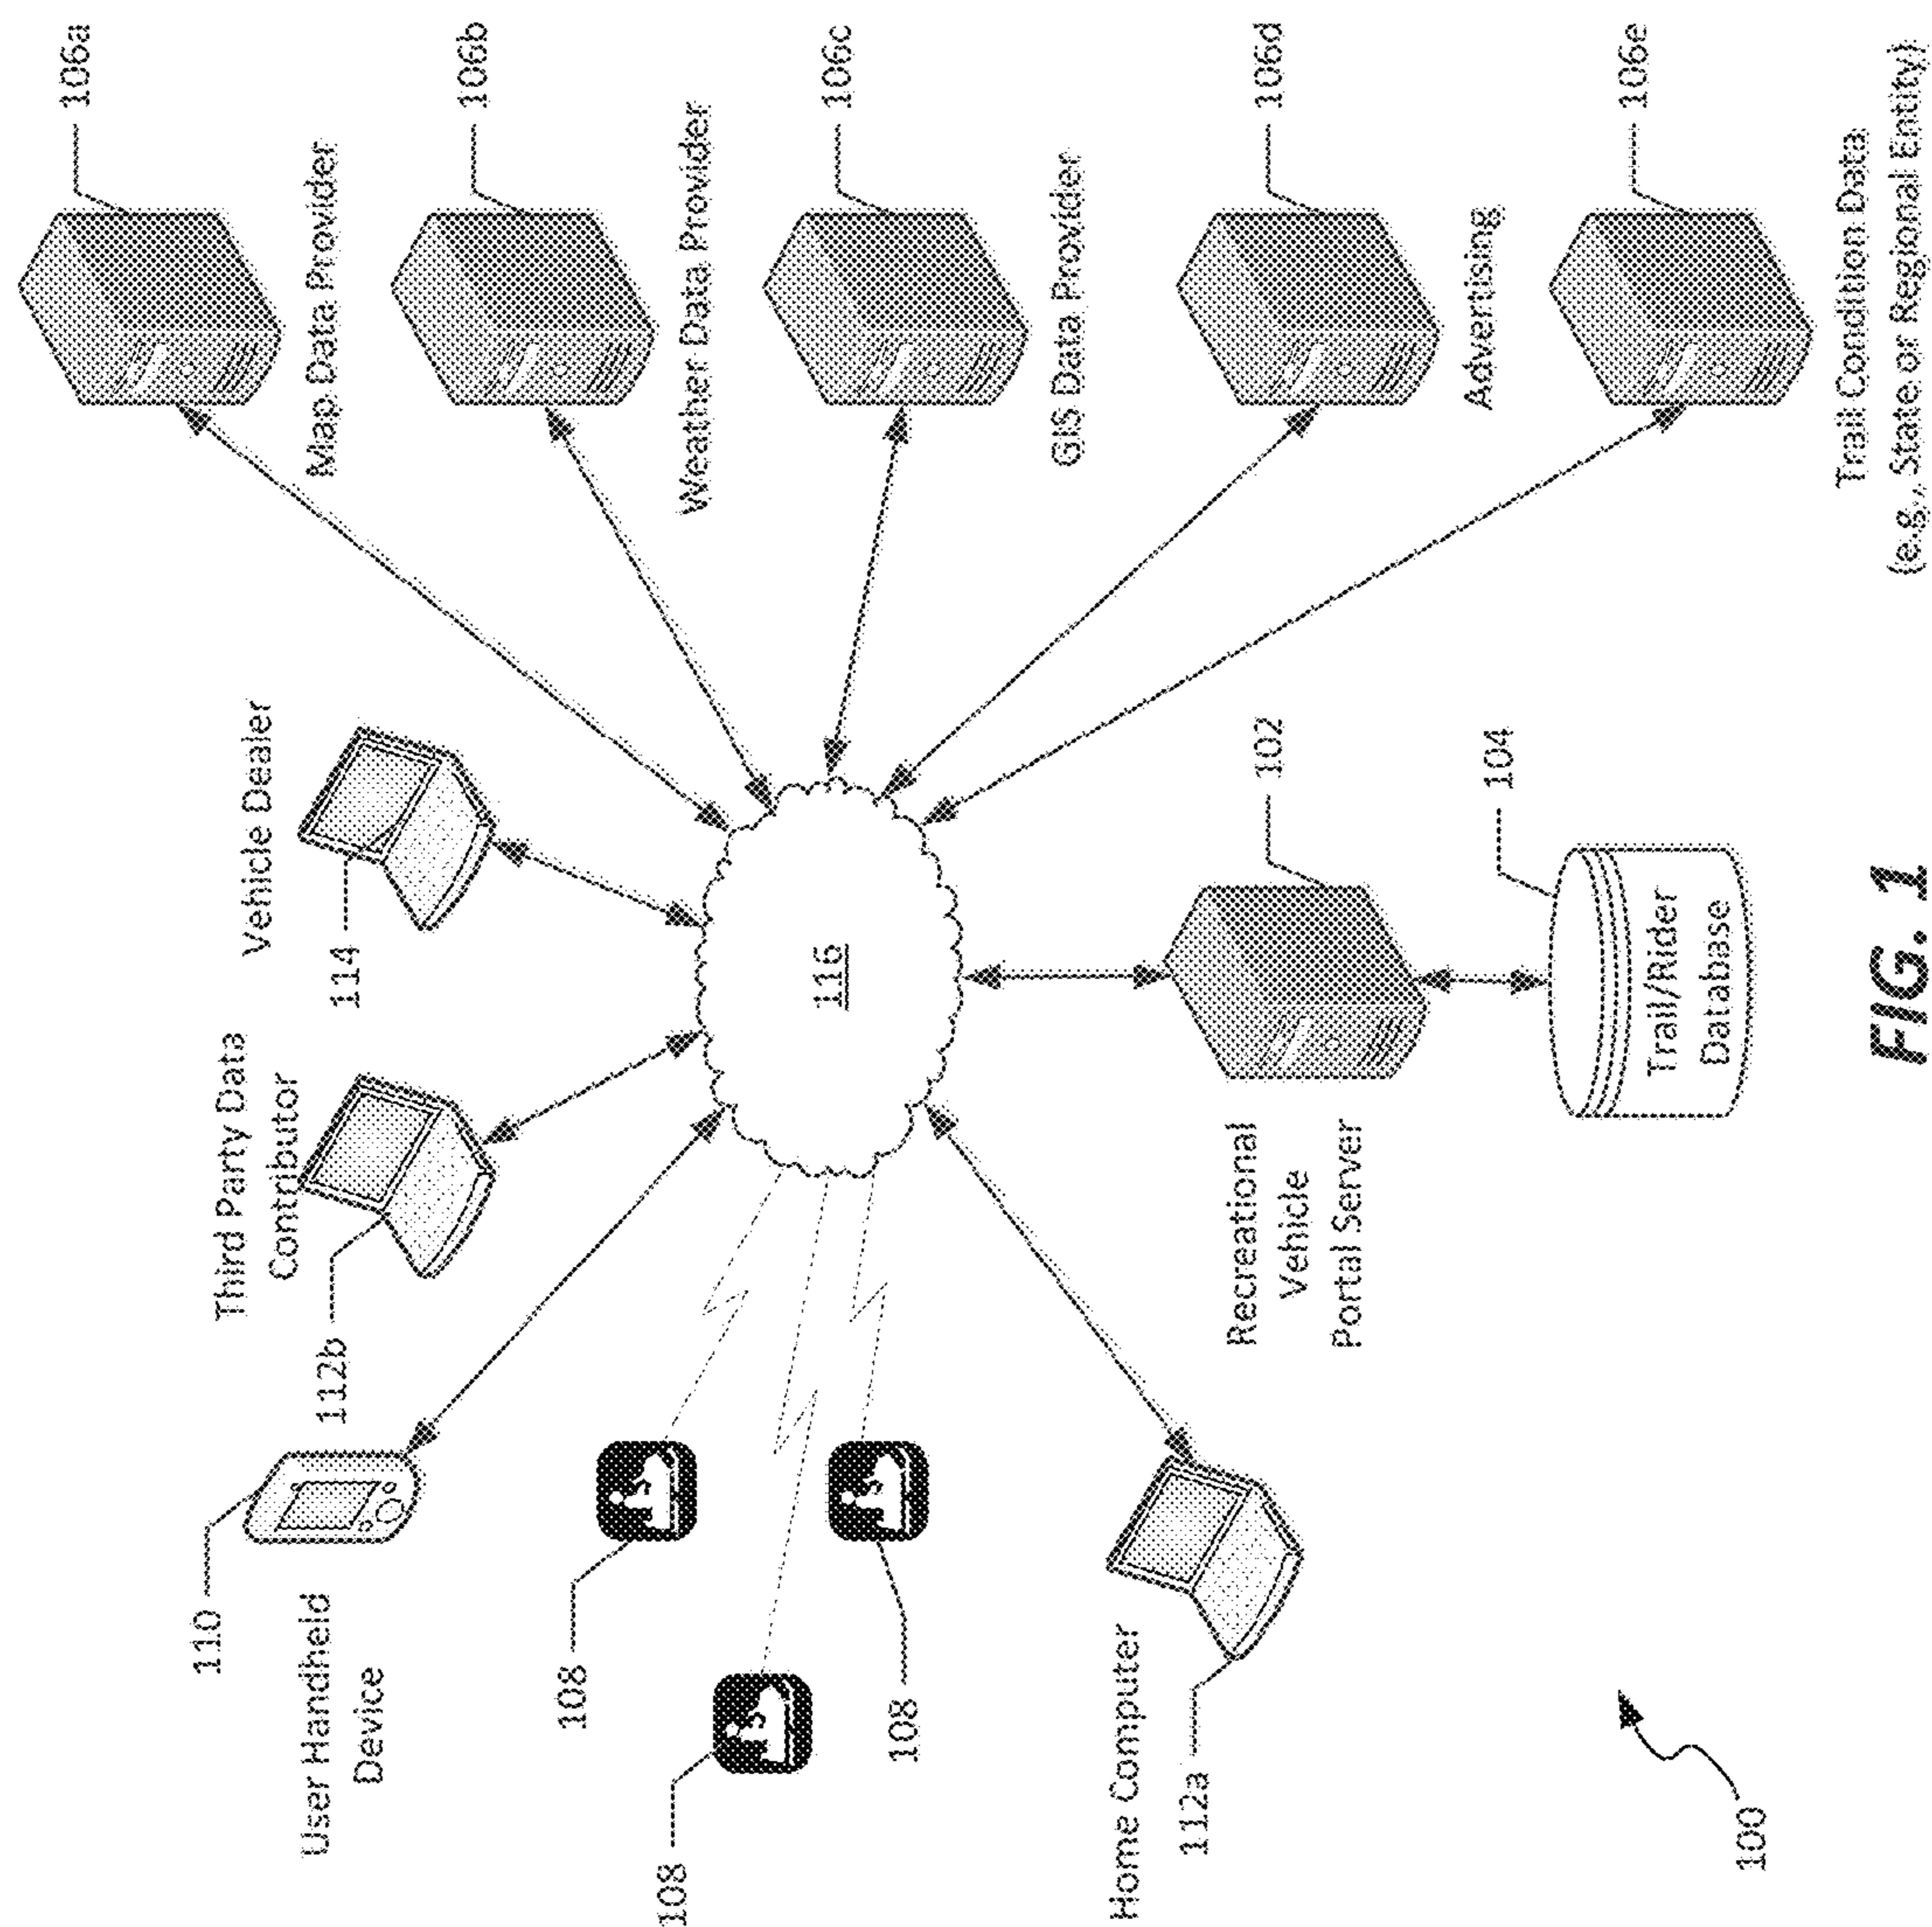 110
User Handheld
Device
112b
Third Party Data
Contributor
114
Vehicle Dealer
106a
Map Data Provider
106b
Weather Data Provider
106c
GIS Data Provider
106d
Advertising
106e
Trail Condition Data
(e.g., State or Regional Entity)
108
108
108
116
Home Computer
112a
Recreational
Vehicle
Portal Server
102
104
Trail/Rider
Database
100
FIG. 1